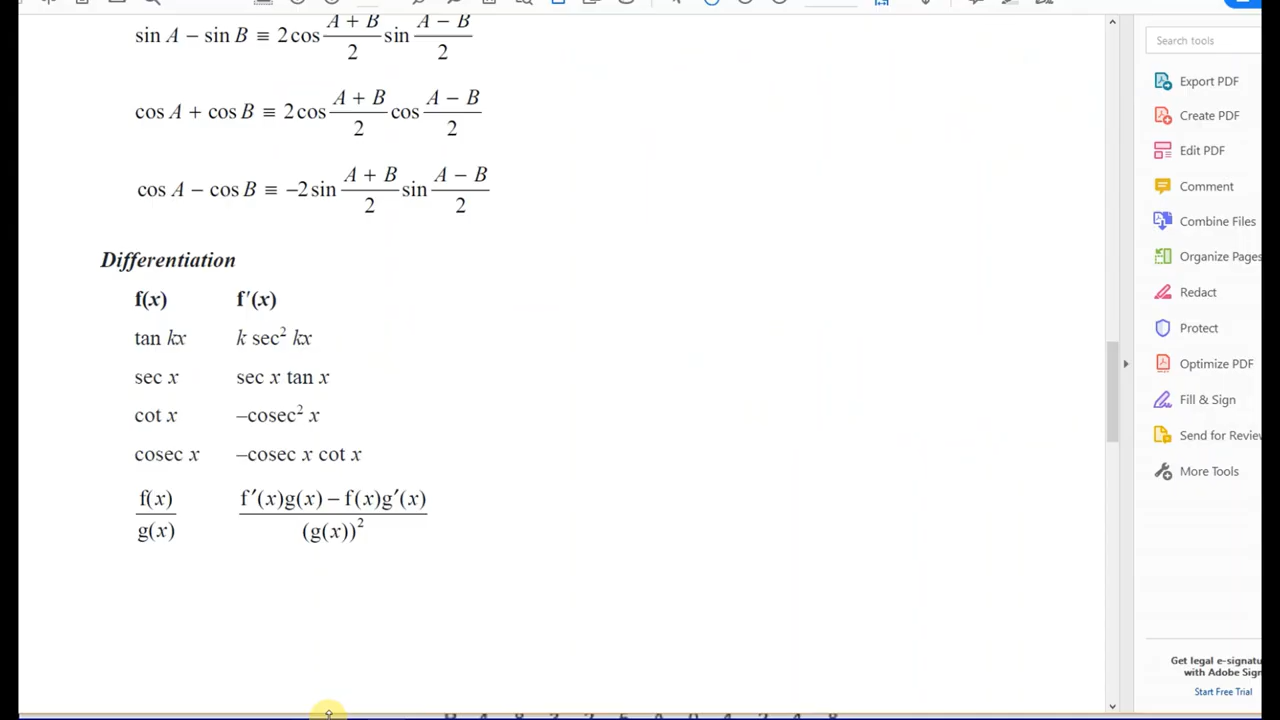 sin A − sin B ≡ 2 cos (A + B)/2 sin (A − B)/2
cos A + cos B ≡ 2 cos (A + B)/2 cos (A − B)/2
cos A − cos B ≡ −2 sin (A + B)/2 sin (A − B)/2
Differentiation
f(x) f′(x)
tan kx k sec² kx
sec x sec x tan x
cot x –cosec² x
cosec x –cosec x cot x
f(x)/g(x) (f′(x)g(x) − f(x)g′(x))/(g(x))²
Search tools
Export PDF
Create PDF
Edit PDF
Comment
Combine Files
Organize Pages
Redact
Protect
Optimize PDF
Fill & Sign
Send for Review
More Tools
Get legal e-signatu
with Adobe Sign
Start Free Trial